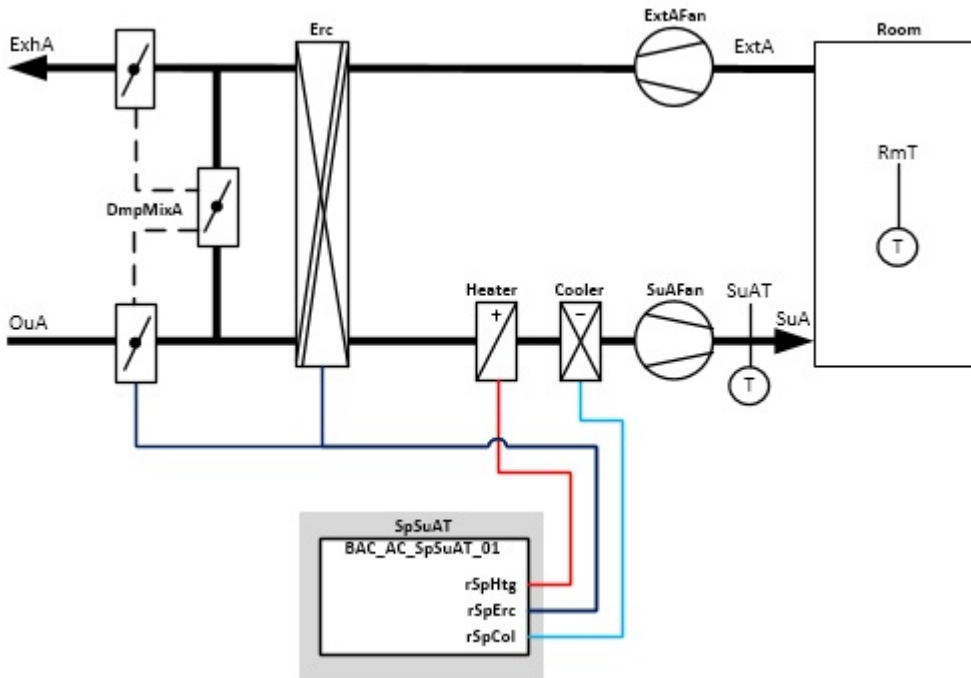 ExtAFan
Erc
Room
ExhA
ExtA
RmT
DmpMixA
T
Heater
Cooler
SuAFan
SuAT
OuA
SuA
+
−
T
SpSuAT
BAC_AC_SpSuAT_01
rSpHtg
rSpErc
rSpCol